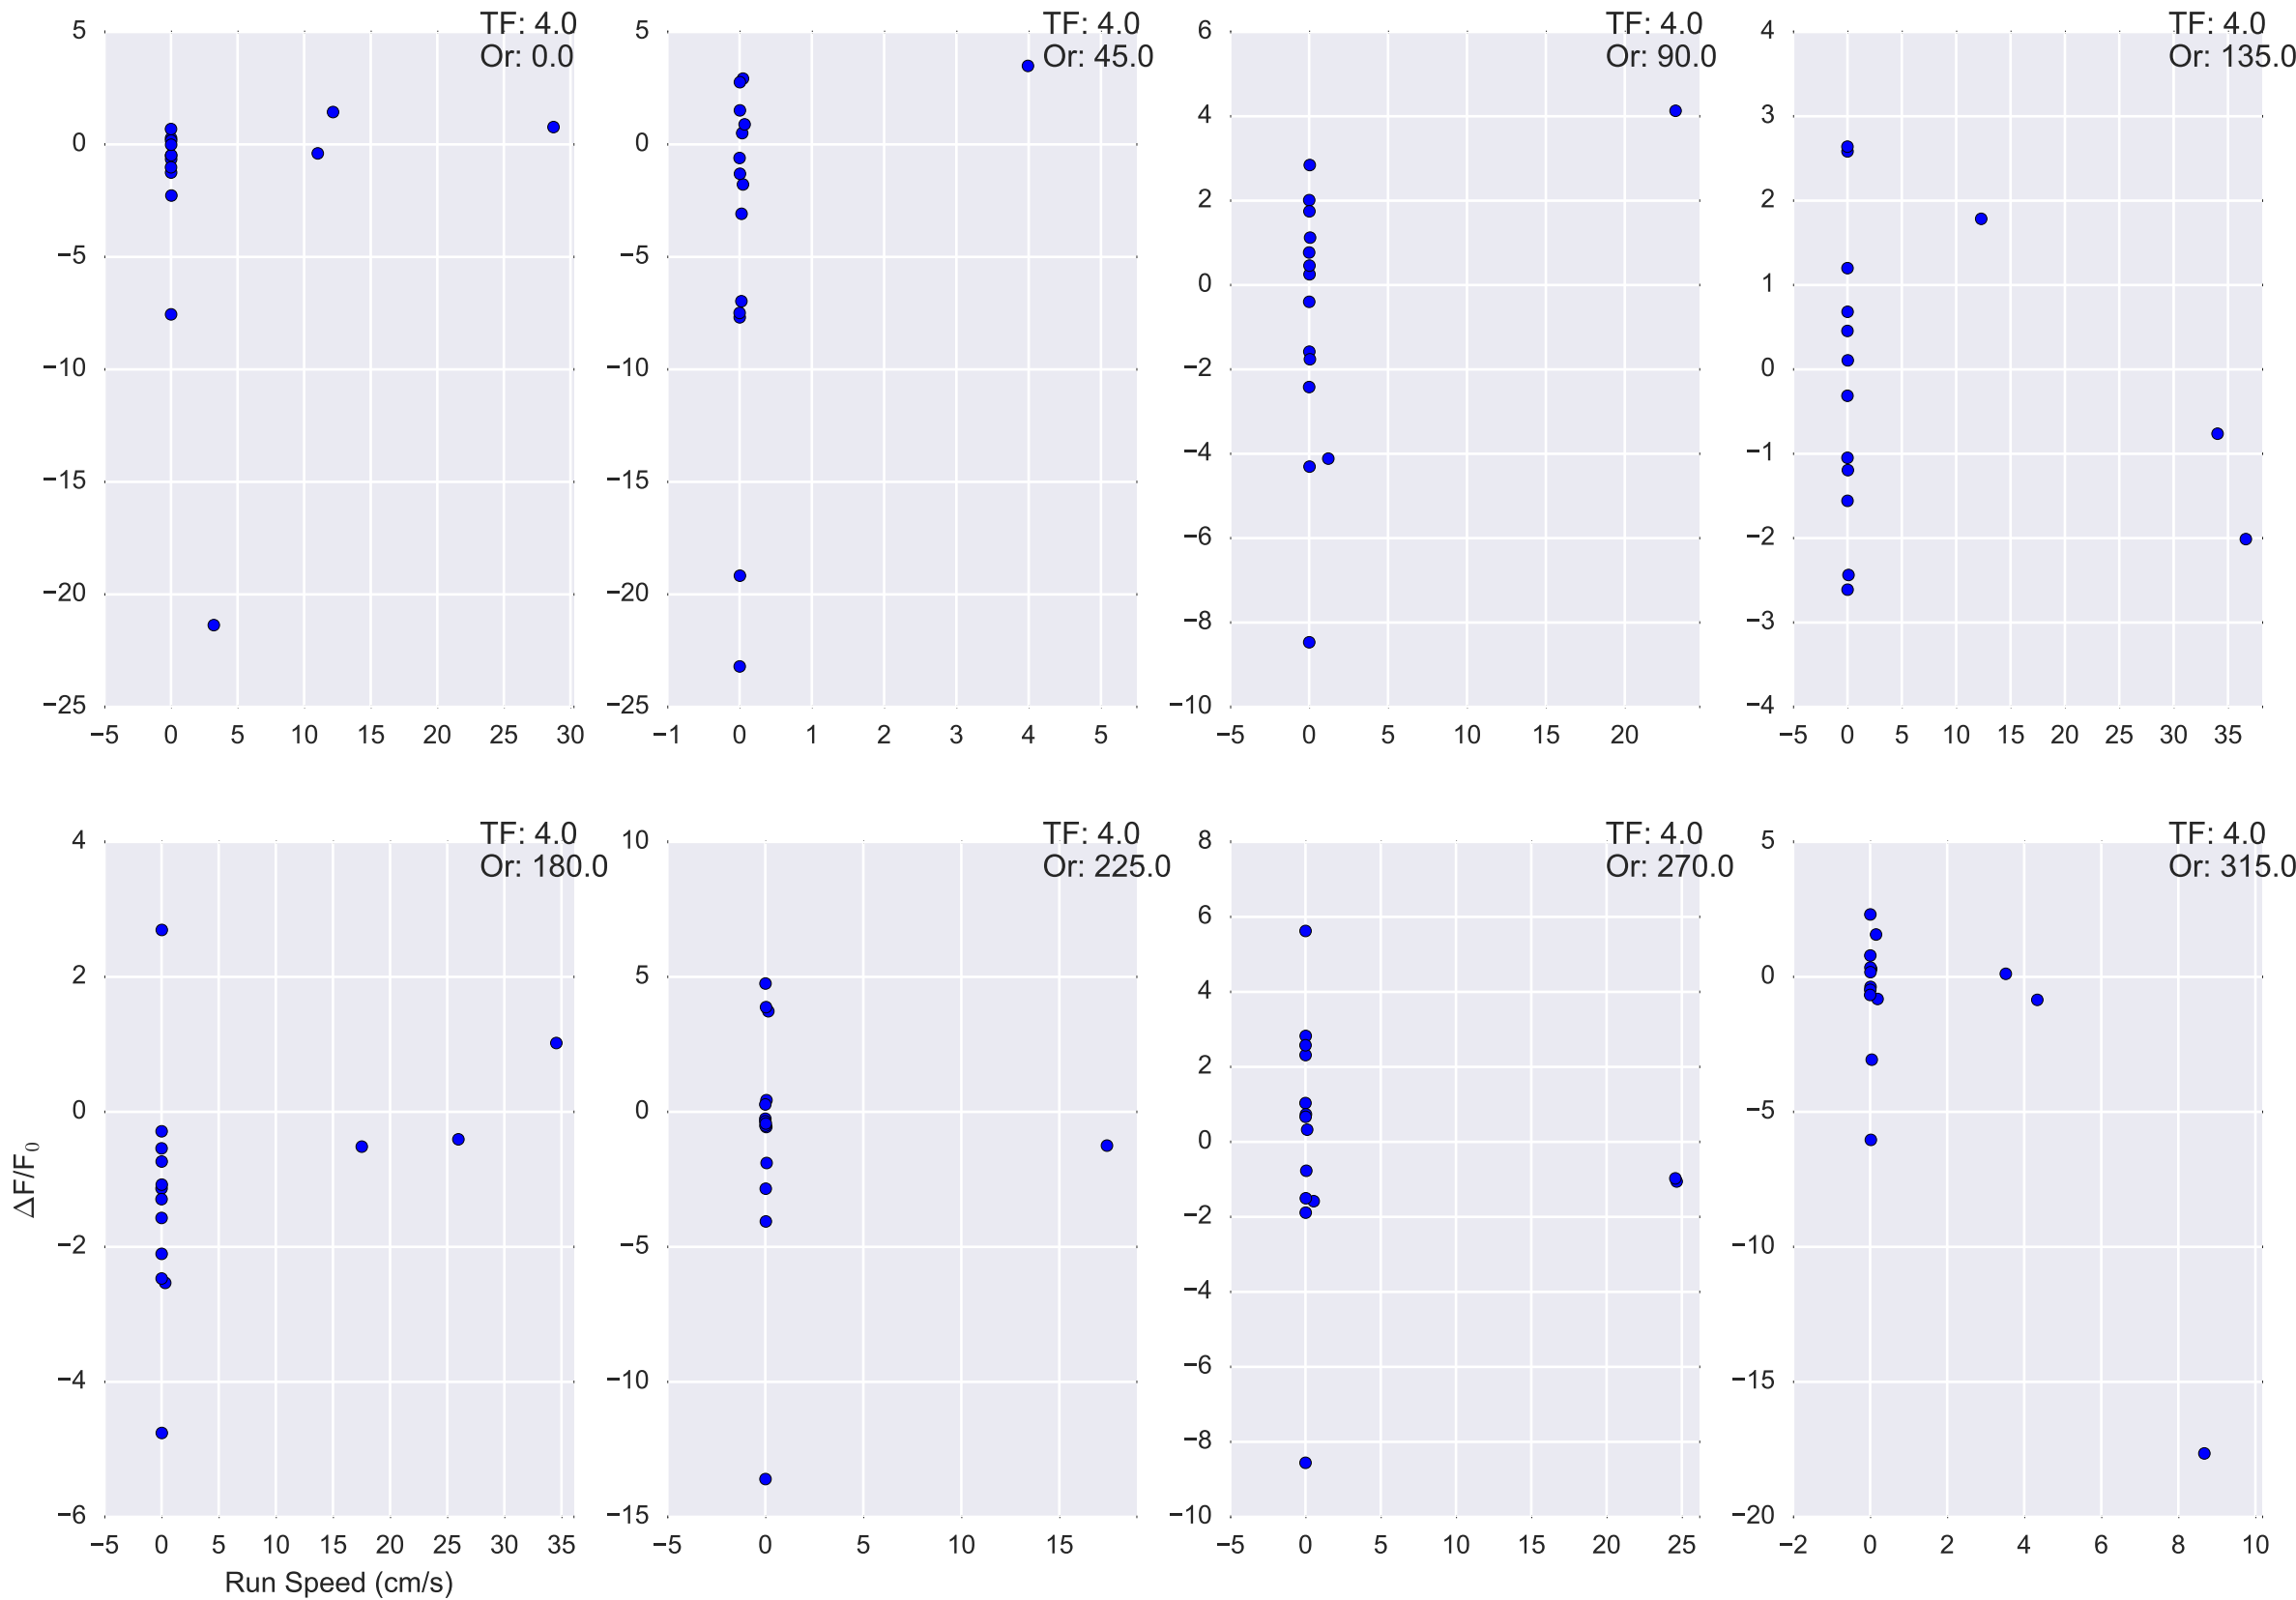 TF: 4.0
Or: 0.0
5
0
−5
−10
−15
−20
−25
−5 0 5 10 15 20 25 30
TF: 4.0
Or: 45.0
5
0
−5
−10
−15
−20
−25
−1 0 1 2 3 4 5
TF: 4.0
Or: 90.0
6
4
2
0
−2
−4
−6
−8
−10
−5 0 5 10 15 20
TF: 4.0
Or: 135.0
4
3
2
1
0
−1
−2
−3
−4
−5 0 5 10 15 20 25 30 35
TF: 4.0
Or: 180.0
4
2
0
−2
−4
−6
ΔF/F₀
−5 0 5 10 15 20 25 30 35
Run Speed (cm/s)
TF: 4.0
Or: 225.0
10
5
0
−5
−10
−15
−5 0 5 10 15
TF: 4.0
Or: 270.0
8
6
4
2
0
−2
−4
−6
−8
−10
−5 0 5 10 15 20 25
TF: 4.0
Or: 315.0
5
0
−5
−10
−15
−20
−2 0 2 4 6 8 10